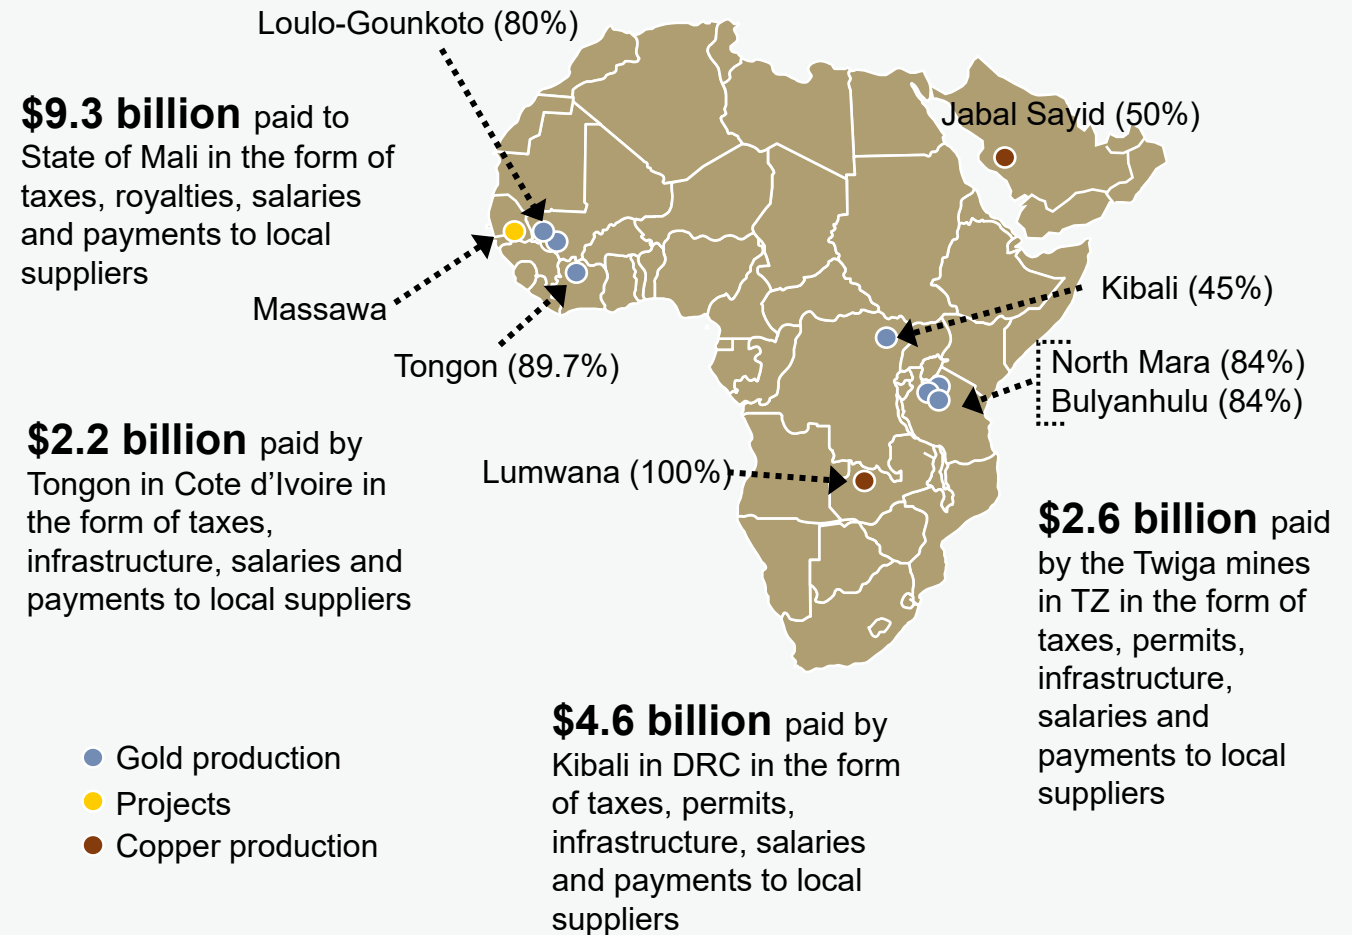 Loulo-Gounkoto (80%)
$9.3 billion paid to
State of Mali in the form of
taxes, royalties, salaries
and payments to local
suppliers
Jabal Sayid (50%)
Massawa
Kibali (45%)
Tongon (89.7%)
North Mara (84%)
Bulyanhulu (84%)
$2.2 billion paid by
Tongon in Cote d’Ivoire in
the form of taxes,
infrastructure, salaries and
payments to local suppliers
Lumwana (100%)
$2.6 billion paid
by the Twiga mines
in TZ in the form of
taxes, permits,
infrastructure,
salaries and
payments to local
suppliers
$4.6 billion paid by
Kibali in DRC in the form
of taxes, permits,
infrastructure, salaries
and payments to local
suppliers
Gold production
Projects
Copper production